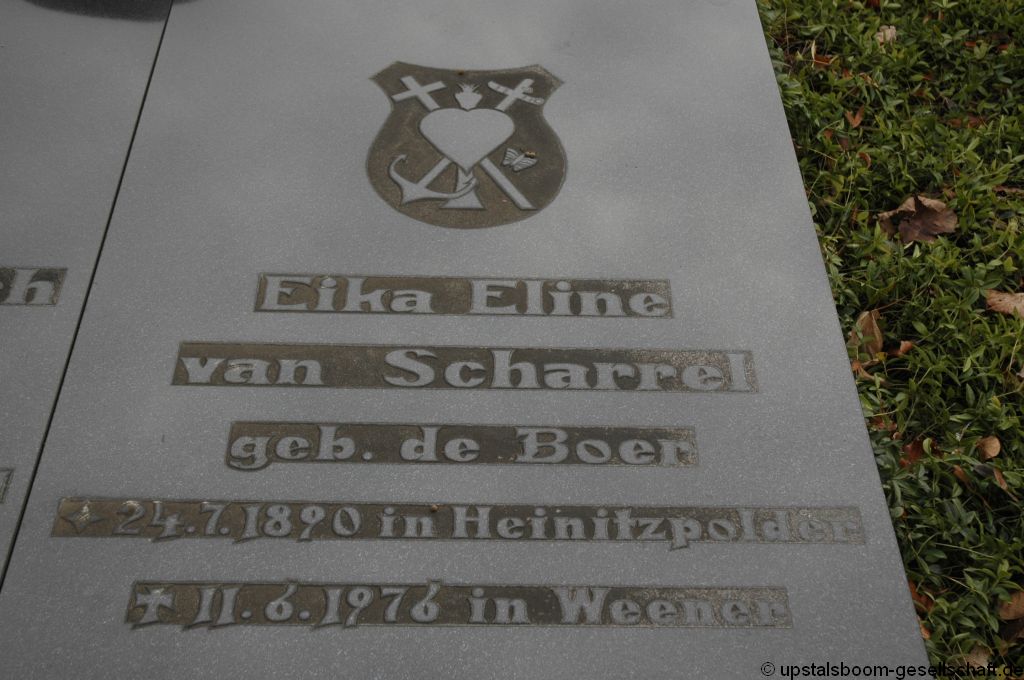 Eika Eline
van Scharrel
geb. de Boer
24.7.1890 in Heinitzpolder
11.6.1976 in Weener
h
© upstalsboom-gesellschaft.de